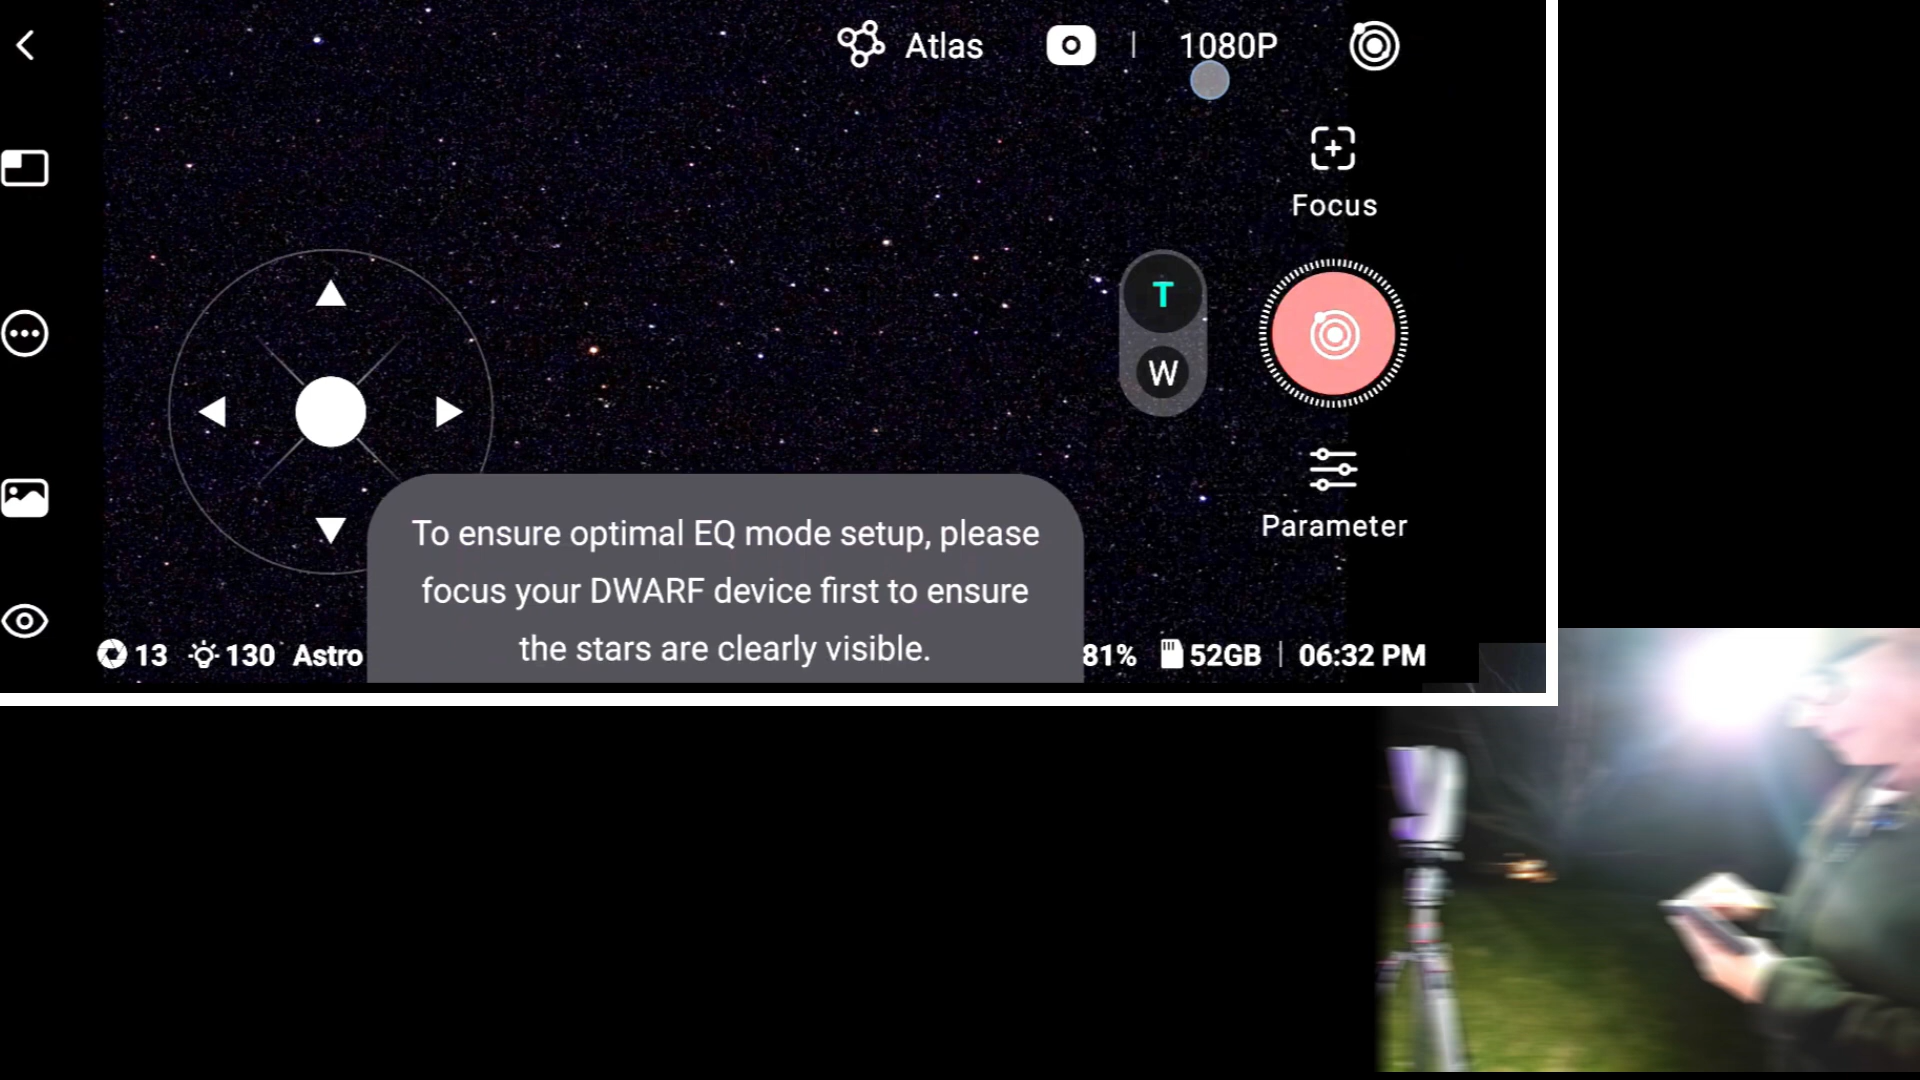 Atlas | 1080P
Focus
T
W
Parameter
To ensure optimal EQ mode setup, please
focus your DWARF device first to ensure
the stars are clearly visible.
13 130 Astro 81% 52GB | 06:32 PM